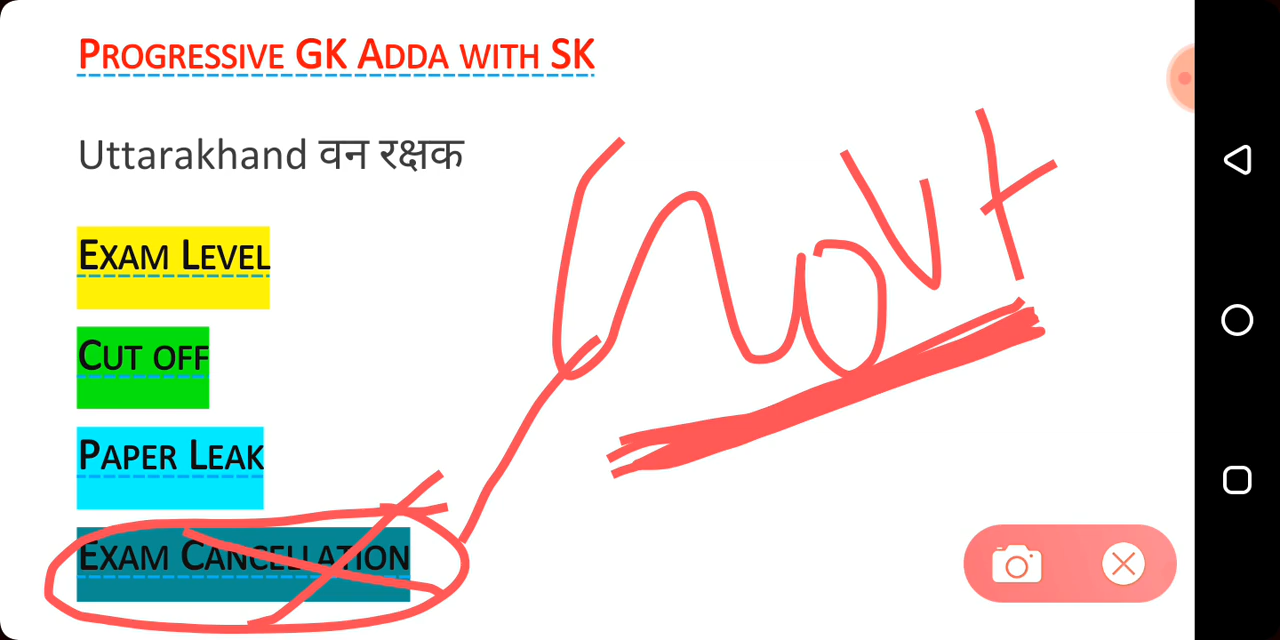 PROGRESSIVE GK ADDA WITH SK
Uttarakhand वन रक्षक
EXAM LEVEL
CUT OFF
PAPER LEAK
EXAM CANCELLATION
Govt